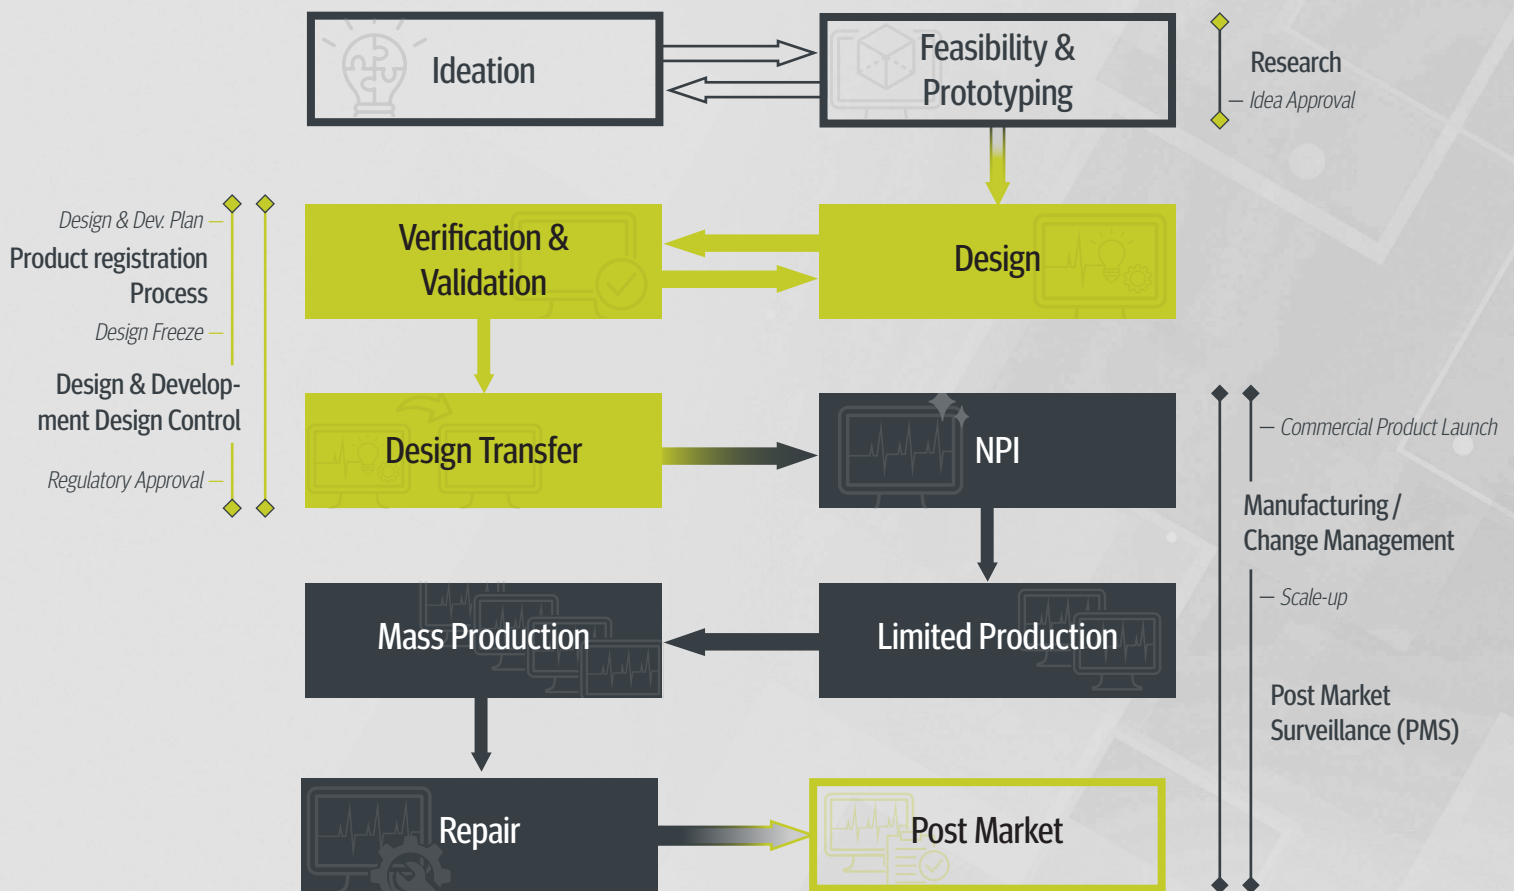 Ideation
Feasibility &
Prototyping
Research
— Idea Approval
Design & Dev. Plan —
Product registration
Process
Design Freeze —
Design & Develop-
ment Design Control
Regulatory Approval —
Verification &
Validation
Design
Design Transfer
NPI
— Commercial Product Launch
Manufacturing /
Change Management
— Scale-up
Mass Production
Limited Production
Post Market
Surveillance (PMS)
Repair
Post Market